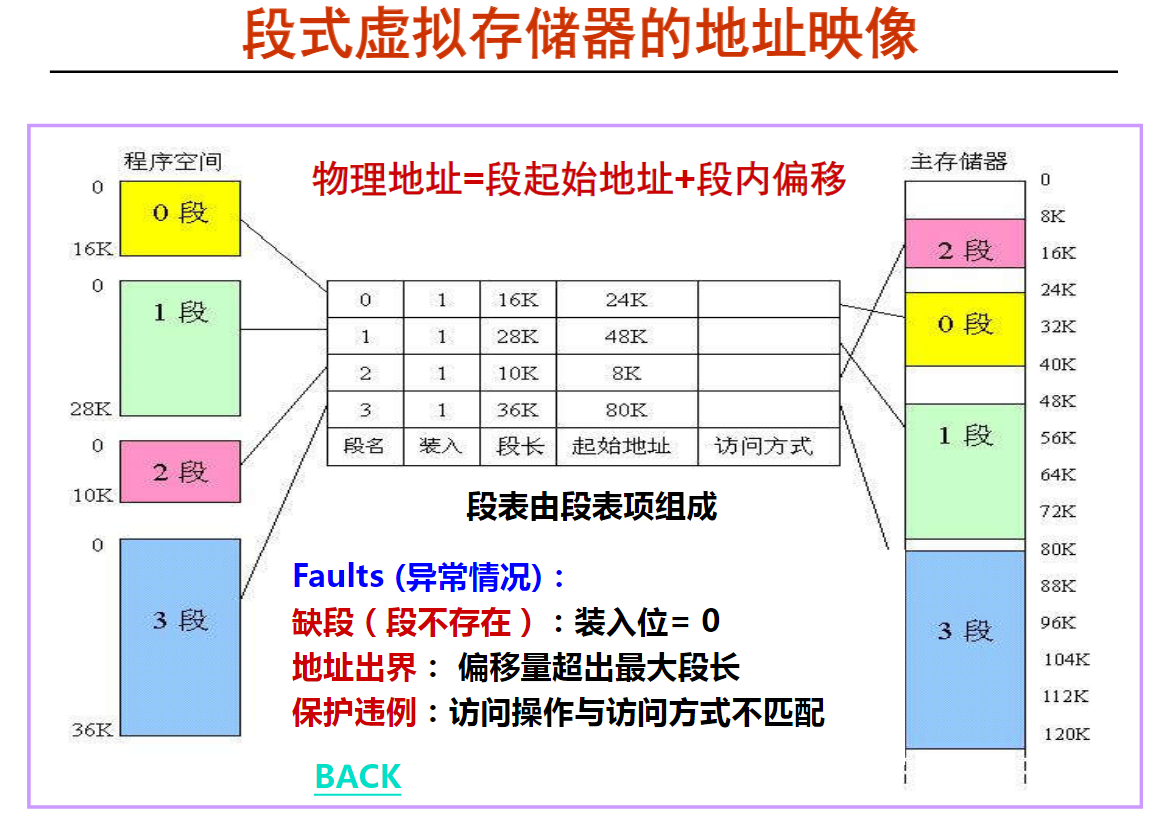 段式虚拟存储器的地址映像
程序空间
0
0 段
16K
0
1 段
28K
0
2 段
10K
0
3 段
36K
物理地址=段起始地址+段内偏移
0 1 16K 24K
1 1 28K 48K
2 1 10K 8K
3 1 36K 80K
段名 装入 段长 起始地址 访问方式
段表由段表项组成
Faults (异常情况)：
缺段（段不存在）：装入位= 0
地址出界： 偏移量超出最大段长
保护违例：访问操作与访问方式不匹配
BACK
主存储器
0
8K
2 段
16K
24K
0 段
32K
40K
48K
1 段
56K
64K
72K
80K
88K
3 段
96K
104K
112K
120K